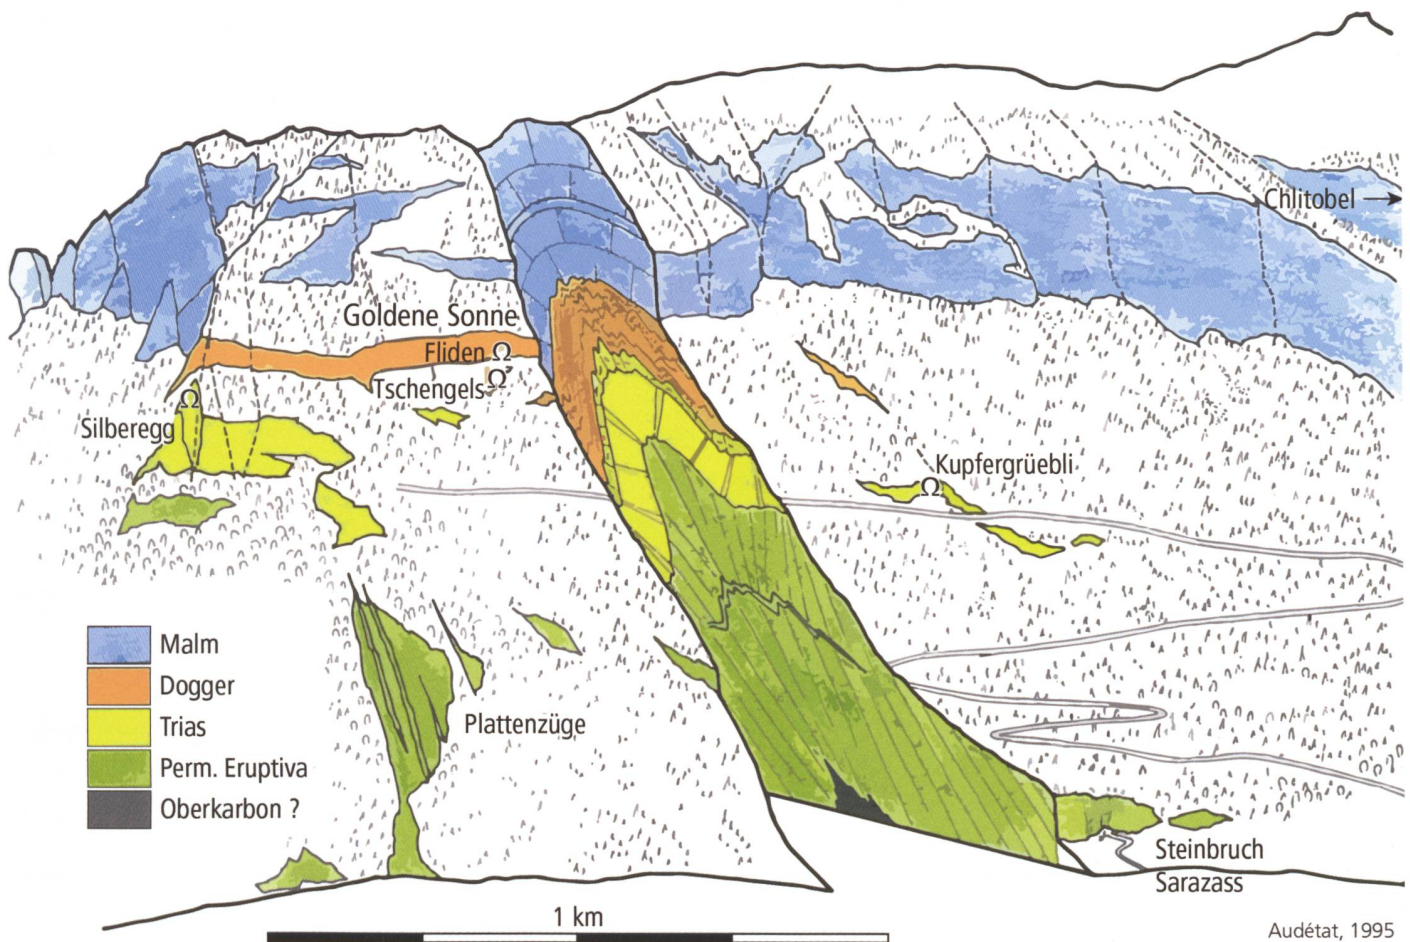 Chlitobel
Goldene Sonne
Fliden Ω
Tschengels Ω
Ω
Silberegg
Kupfergrüebli
Ω
Malm
Dogger
Trias
Perm. Eruptiva
Oberkarbon ?
Plattenzüge
Steinbruch
Sarazass
1 km
Audétat, 1995